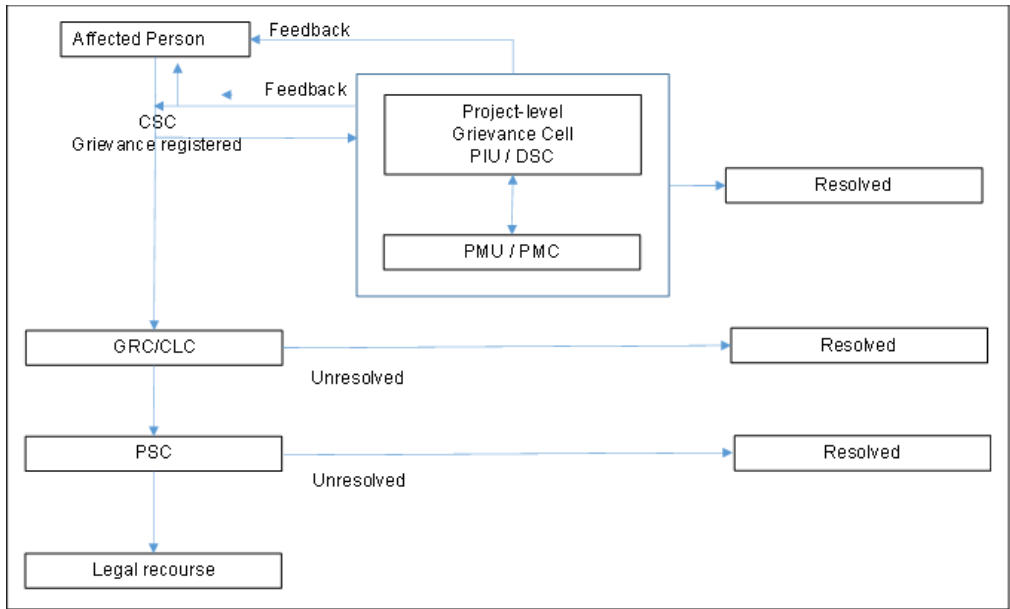 Affected Person
Feedback
Feedback
CSC
Grievance registered
Project-level
Grievance Cell
PIU / DSC
Resolved
PMU / PMC
GRC/CLC
Resolved
Unresolved
PSC
Resolved
Unresolved
Legal recourse